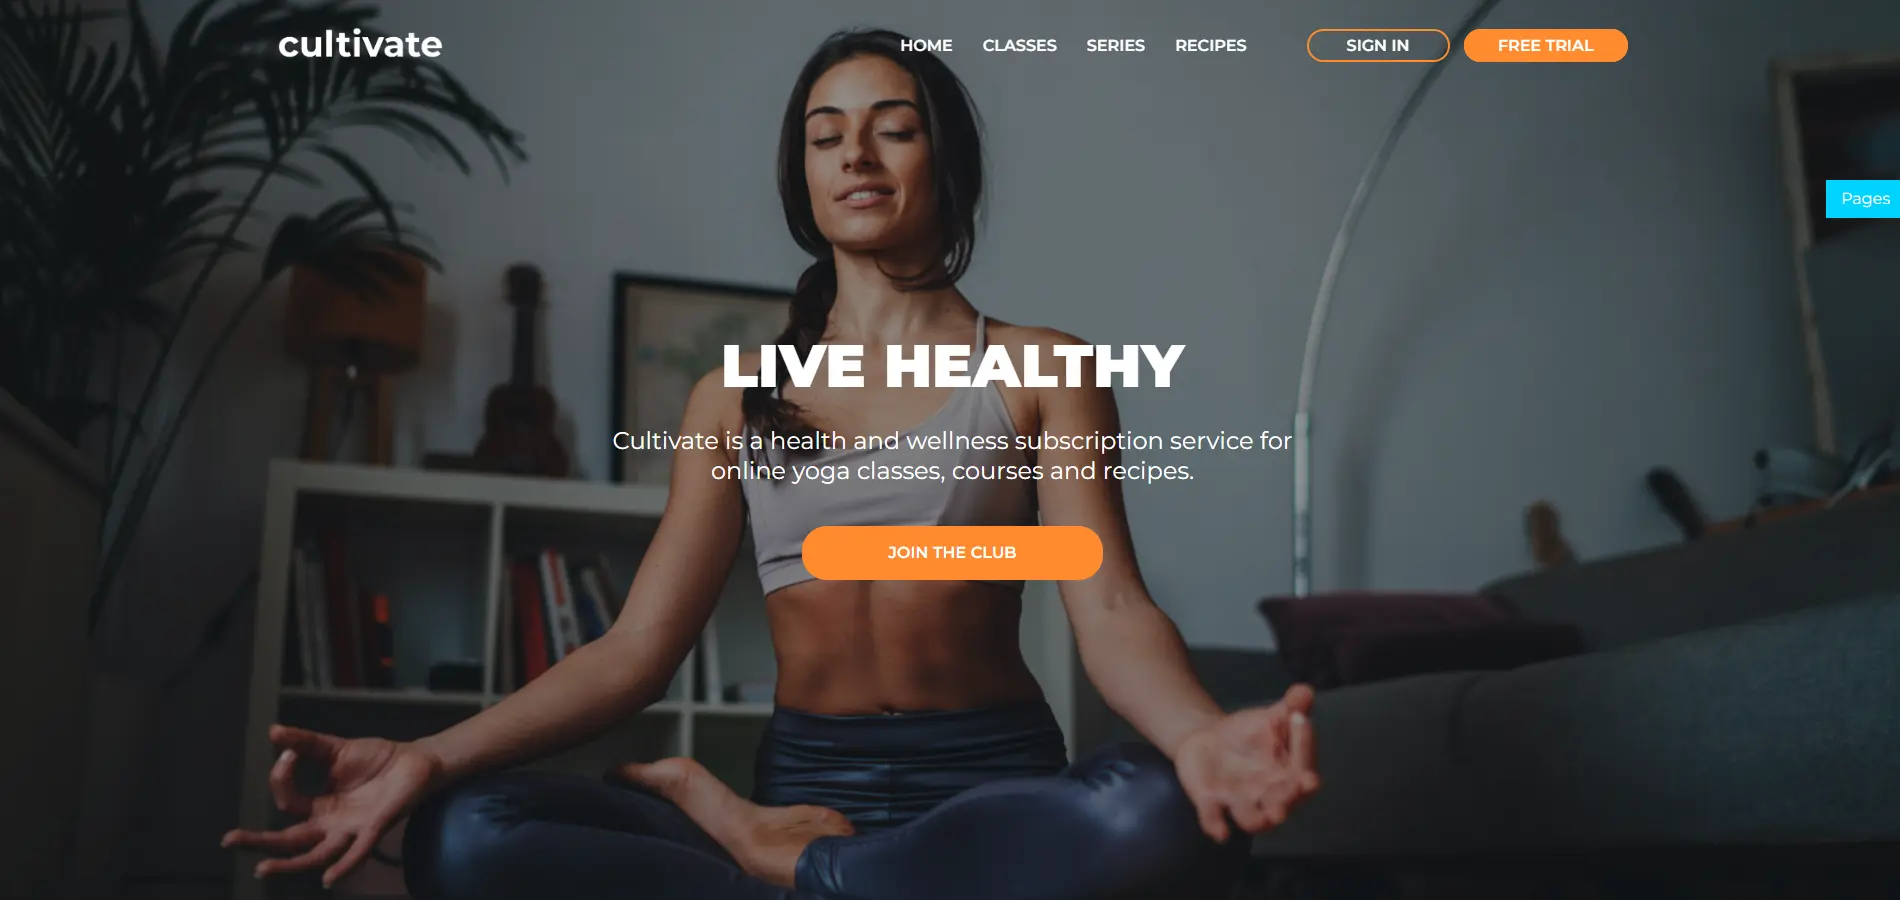 cultivate
HOME CLASSES SERIES RECIPES SIGN IN FREE TRIAL
Pages
LIVE HEALTHY
Cultivate is a health and wellness subscription service for
online yoga classes, courses and recipes.
JOIN THE CLUB